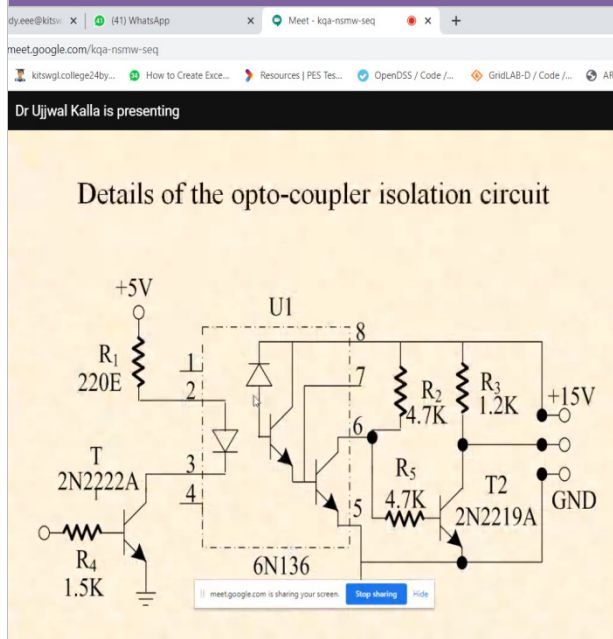 dy.eee@kitsw
(41) WhatsApp
Meet - kqa-nsmw-seq
meet.google.com/kqa-nsmw-seq
kitswgl.college24by...
How to Create Exce...
Resources | PES Tes...
OpenDSS / Code /...
GridLAB-D / Code /...
AR
Dr Ujjwal Kalla is presenting
Details of the opto-coupler isolation circuit
+5V
U1
R1
220E
1
2
3
4
8
7
6
5
R2
4.7K
R3
1.2K
+15V
T
2N2222A
R5
4.7K
T2
2N2219A
GND
R4
1.5K
6N136
meet.google.com is sharing your screen.
Stop sharing
Hide